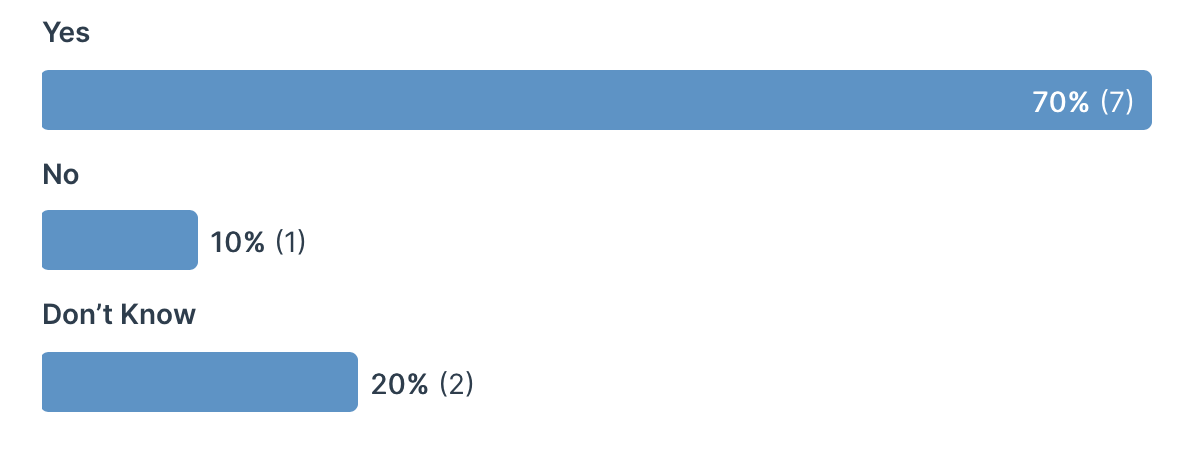 Yes
70% (7)
No
10% (1)
Don’t Know
20% (2)